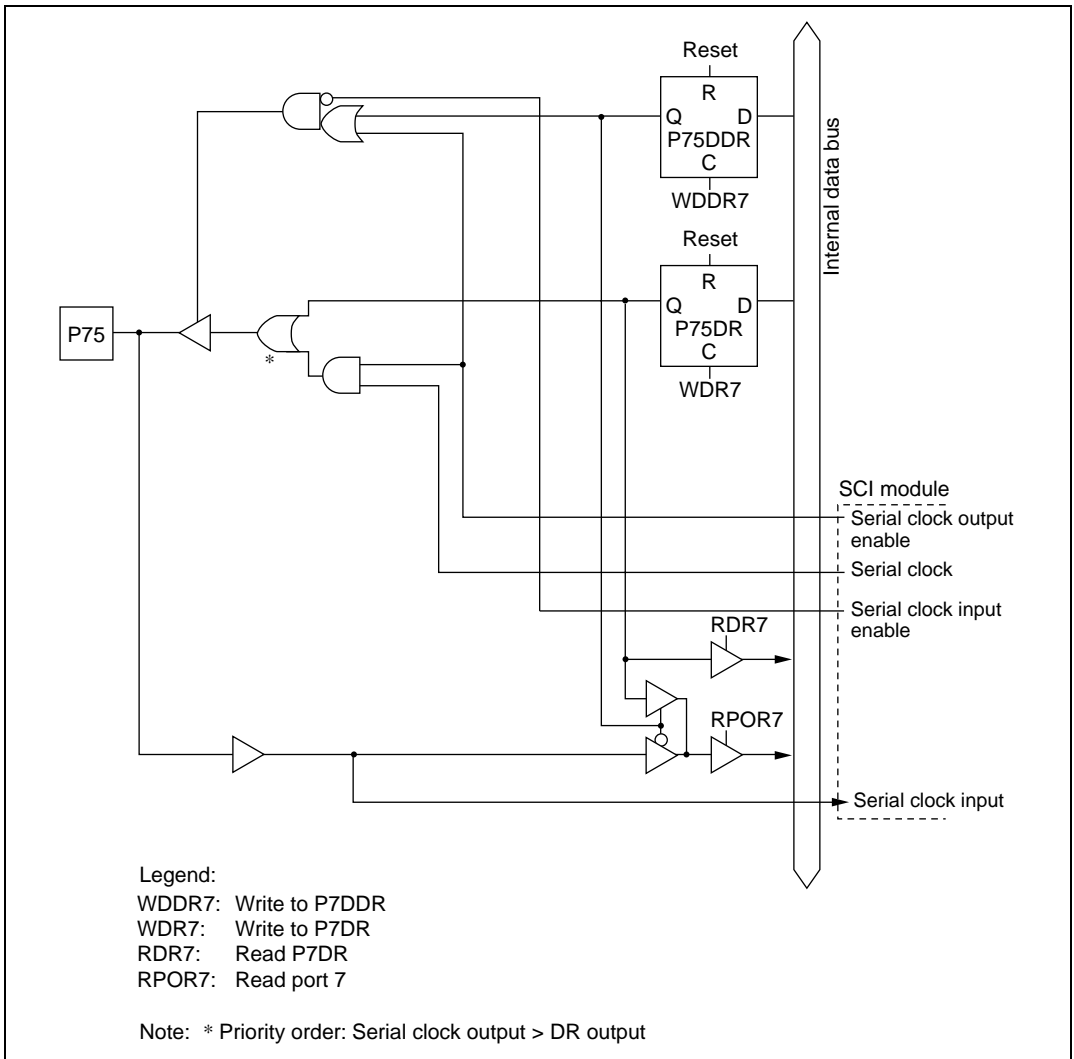 Reset
R
Q D
P75DDR
C
WDDR7
Internal data bus
Reset
R
Q D
P75DR
C
WDR7
P75
*
SCI module
Serial clock output
enable
Serial clock
Serial clock input
enable
RDR7
RPOR7
Serial clock input
Legend:
WDDR7: Write to P7DDR
WDR7: Write to P7DR
RDR7: Read P7DR
RPOR7: Read port 7
Note: * Priority order: Serial clock output > DR output